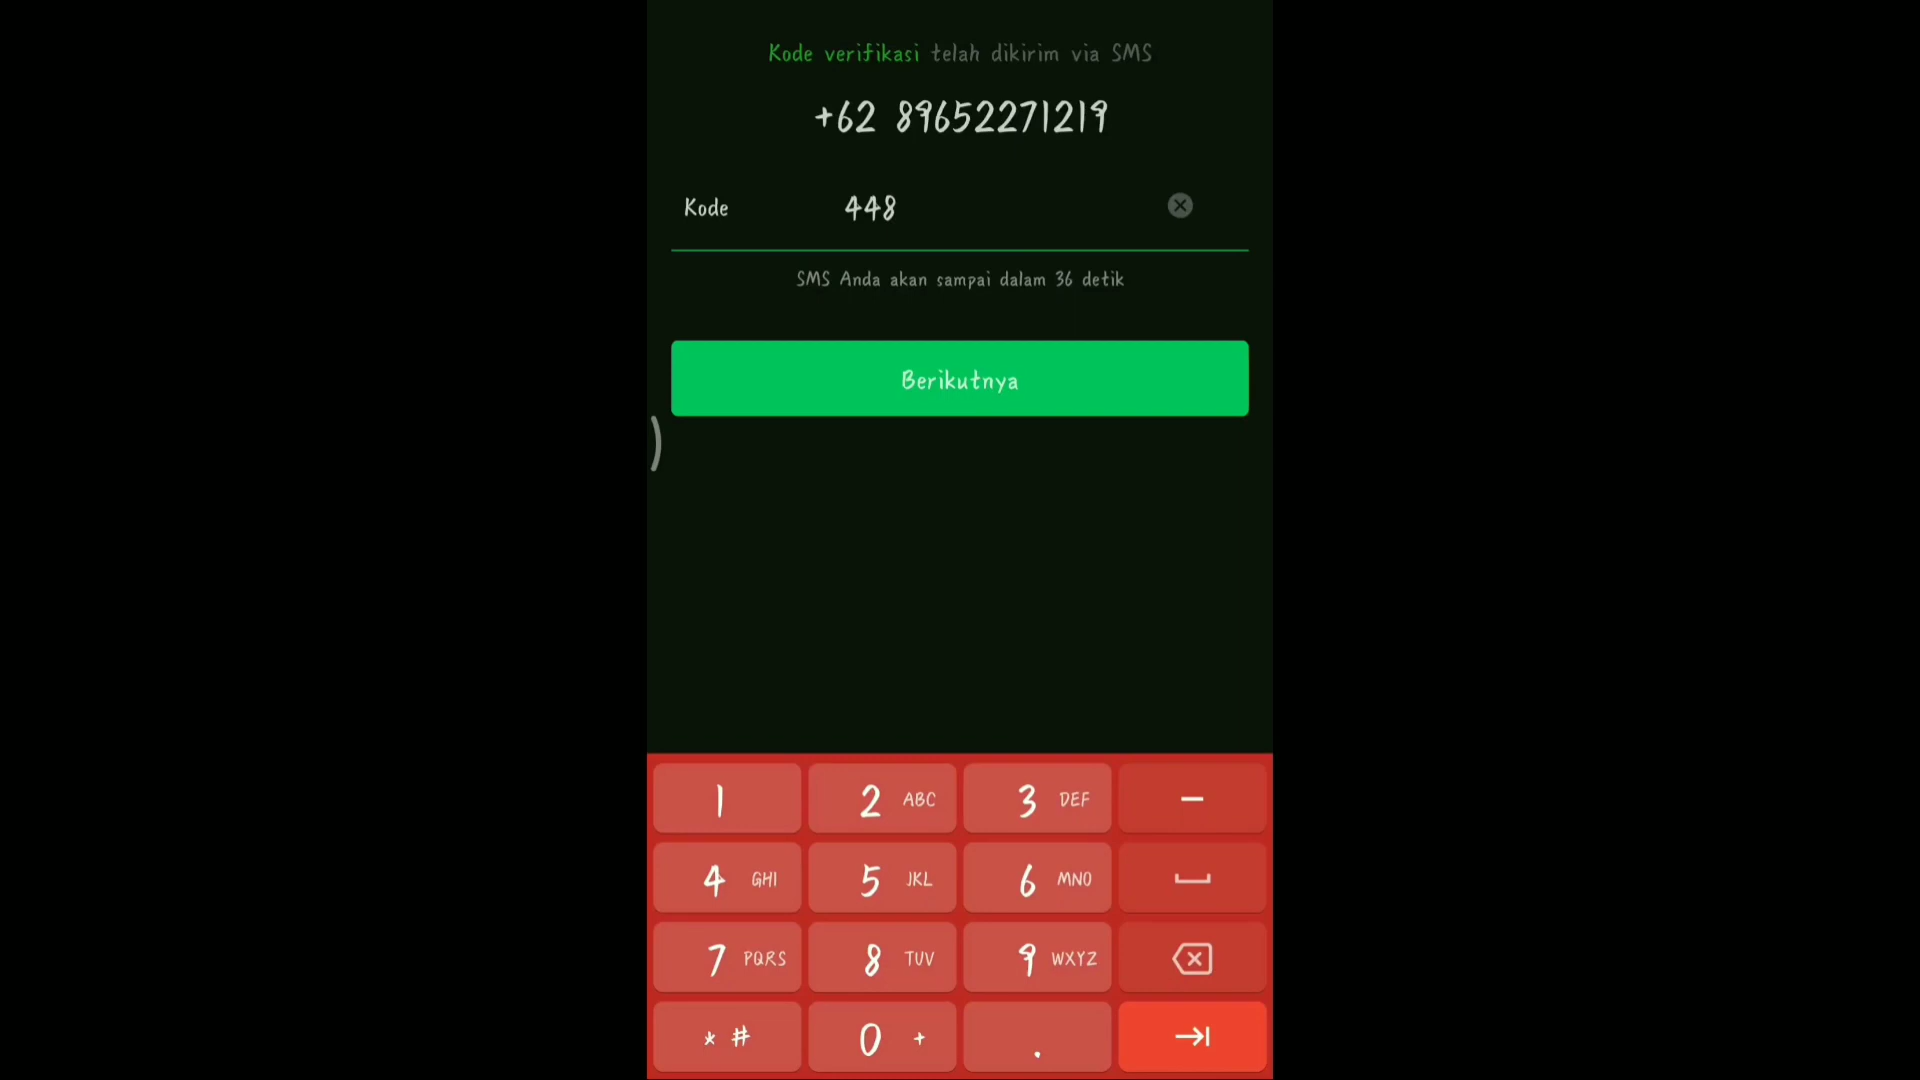 Kode verifikasi telah dikirim via SMS
+62 89652271219
Kode 448
SMS Anda akan sampai dalam 36 detik
Berikutnya
1 2 ABC 3 DEF –
4 GHI 5 JKL 6 MNO
7 PQRS 8 TUV 9 WXYZ
* # 0 + .